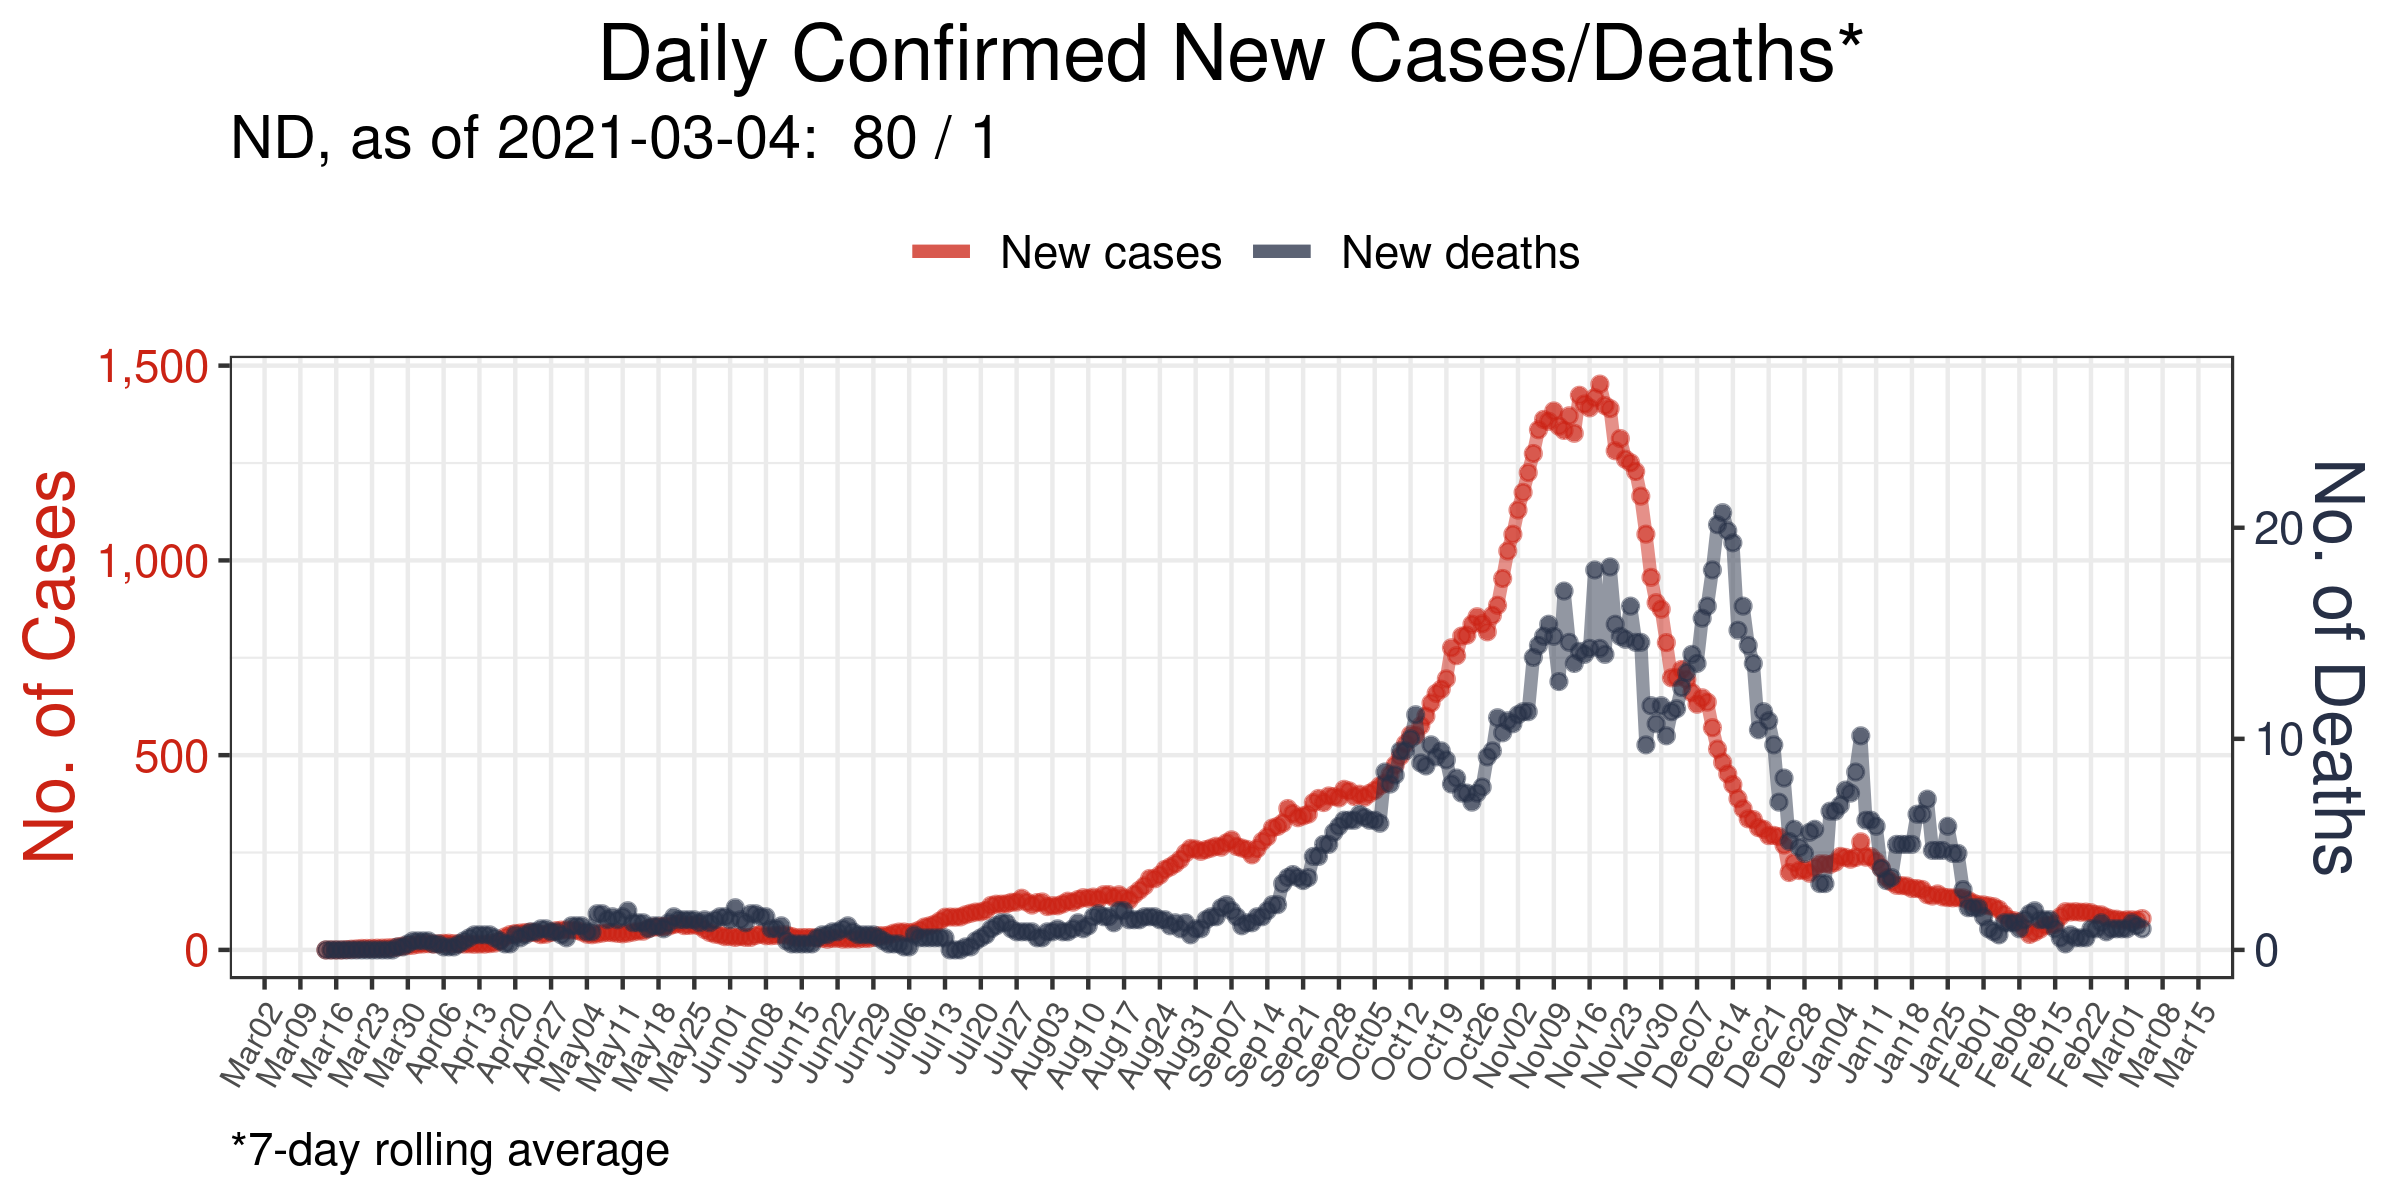 Daily Confirmed New Cases/Deaths*
ND, as of 2021-03-04:  80 / 1
New cases New deaths
No. of Cases
1,500
1,000
500
0
20
10
0
No. of Deaths
Mar02 Mar09 Mar16 Mar23 Mar30 Apr06 Apr13 Apr20 Apr27 May04 May11 May18 May25 Jun01 Jun08 Jun15 Jun22 Jun29 Jul06 Jul13 Jul20 Jul27 Aug03 Aug10 Aug17 Aug24 Aug31 Sep07 Sep14 Sep21 Sep28 Oct05 Oct12 Oct19 Oct26 Nov02 Nov09 Nov16 Nov23 Nov30 Dec07 Dec14 Dec21 Dec28 Jan04 Jan11 Jan18 Jan25 Feb01 Feb08 Feb15 Feb22 Mar01 Mar08 Mar15
*7-day rolling average